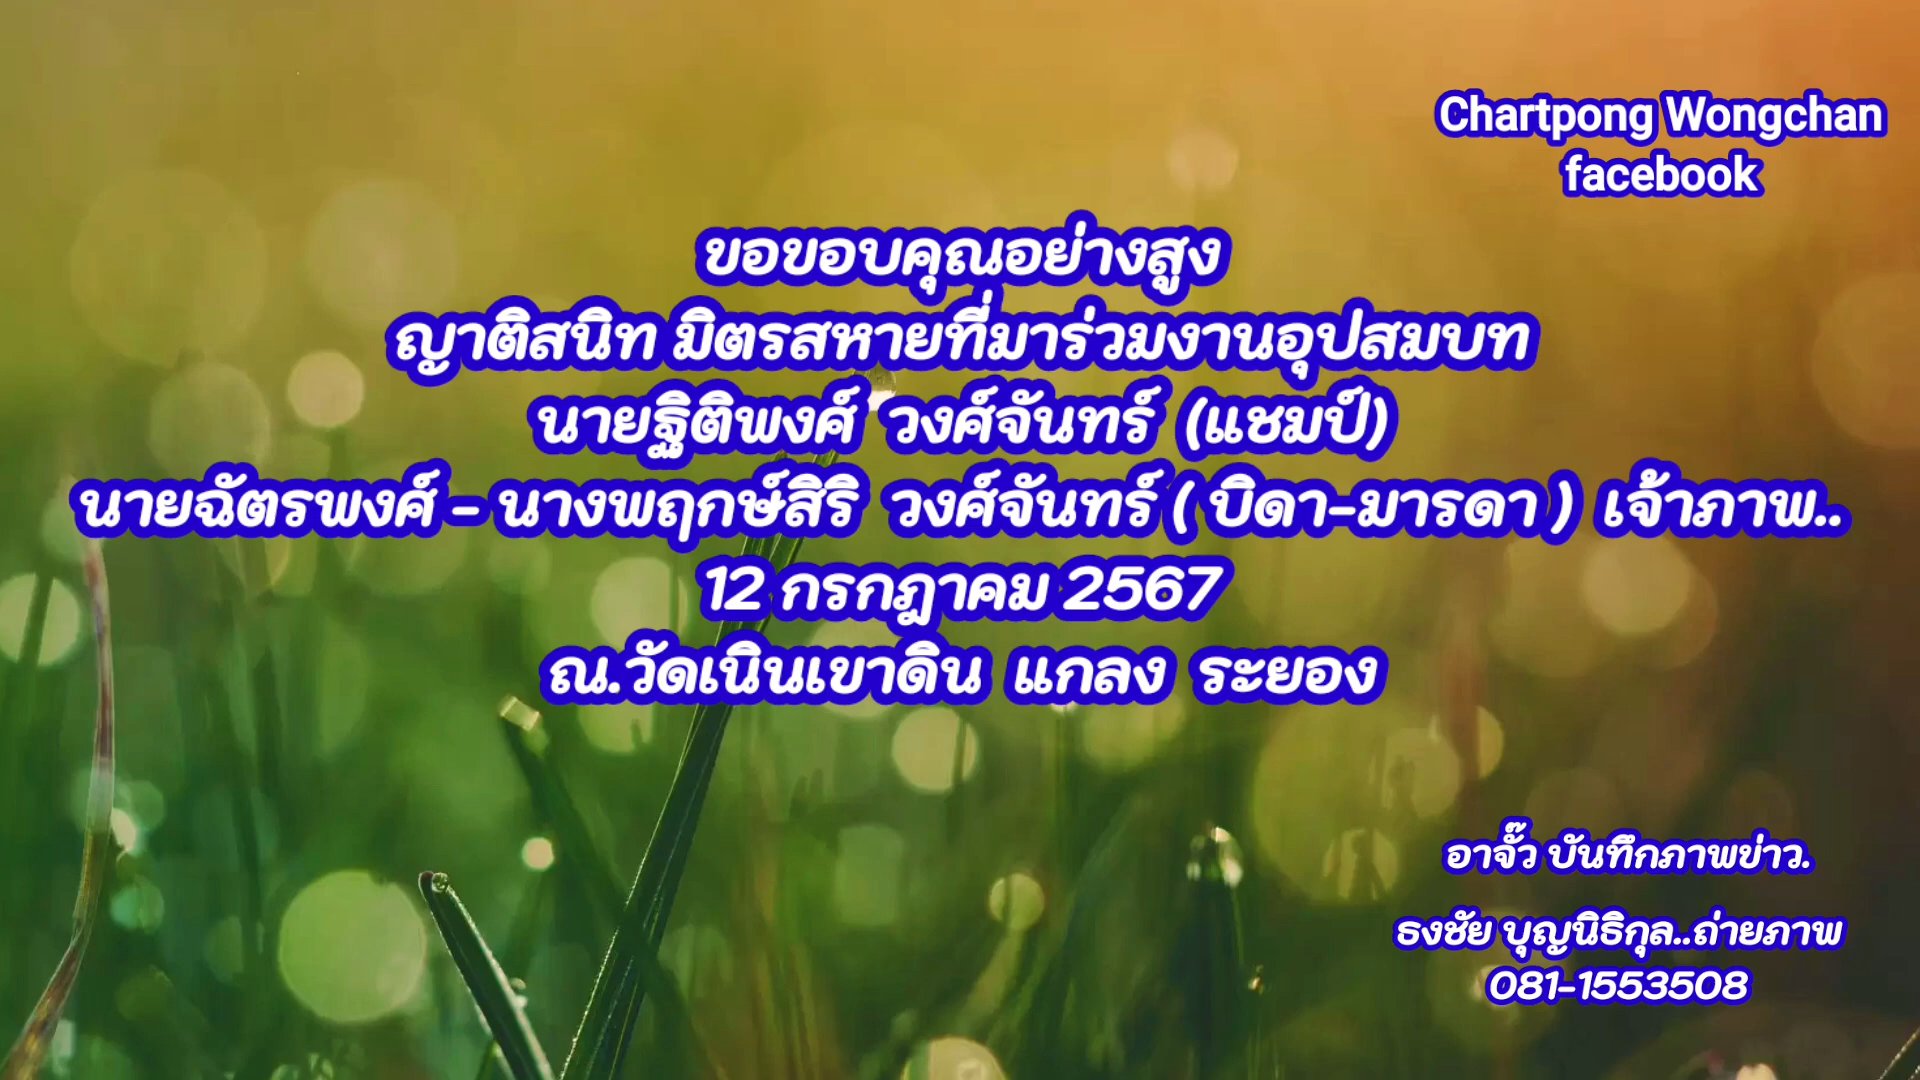 Chartpong Wongchan
facebook
ขอขอบคุณอย่างสูง
ญาติสนิท มิตรสหายที่มาร่วมงานอุปสมบท
นายฐิติพงศ์ วงศ์จันทร์ (แชมป์)
นายฉัตรพงศ์ - นางพฤกษ์สิริ วงศ์จันทร์ ( บิดา-มารดา ) เจ้าภาพ..
12 กรกฎาคม 2567
ณ.วัดเนินเขาดิน แกลง ระยอง
อาจั๊ว บันทึกภาพข่าว.
ธงชัย บุญนิธิกุล..ถ่ายภาพ
081-1553508